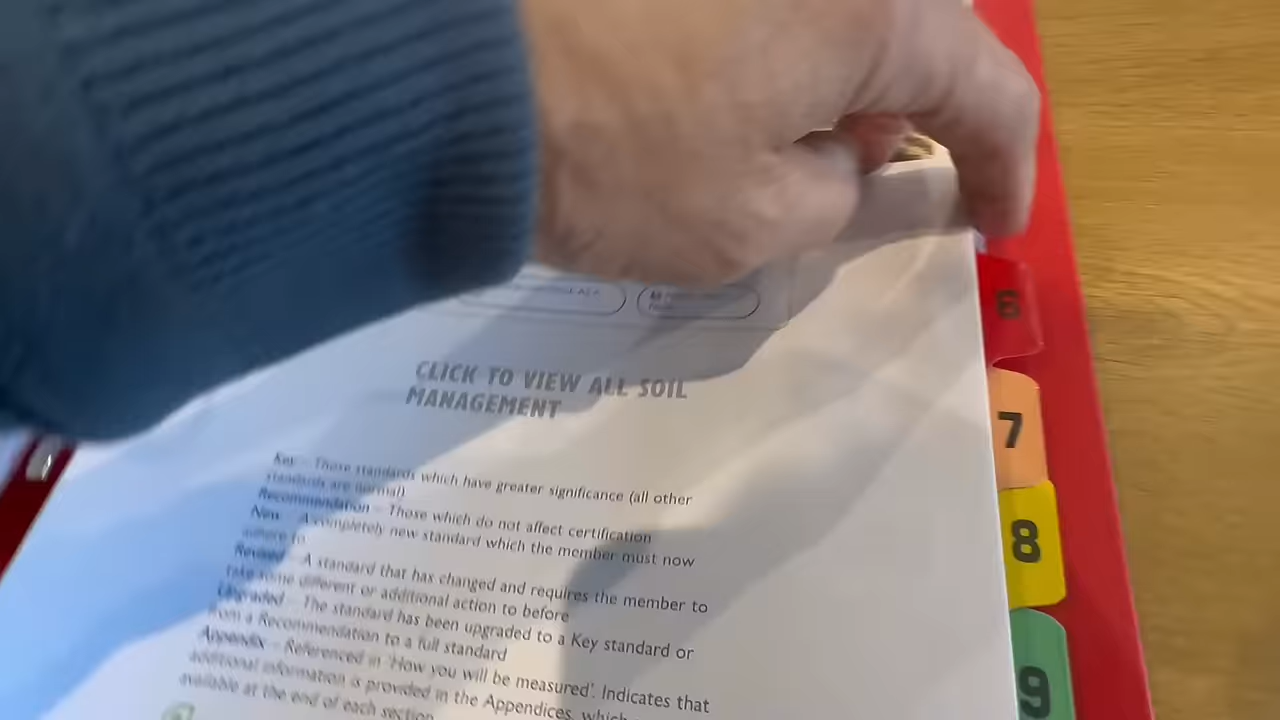 CLICK TO VIEW ALL SOIL
MANAGEMENT
Key – Those standards which have greater significance (all other
standards are normal)
Recommendation – Those which do not affect certification
New – A completely new standard which the member must now
adhere to
Revised – A standard that has changed and requires the member to
take some different or additional action to before
Upgraded – The standard has been upgraded to a Key standard or
from a Recommendation to a full standard
Appendix – Referenced in 'How you will be measured'. Indicates that
additional information is provided in the Appendices, which
available at the end of each section
6
7
8
9